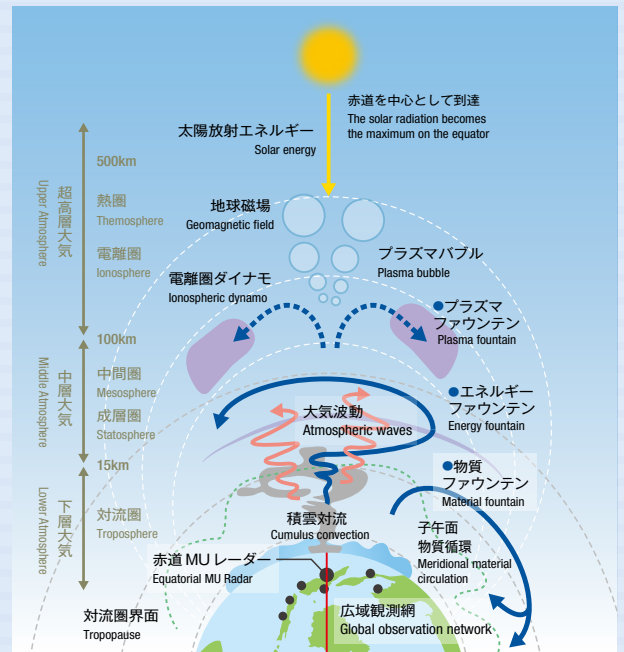 赤道を中心として到達
The solar radiation becomes
the maximum on the equator
太陽放射エネルギー
Solar energy
500km
超高層大気
Upper Atmosphere
熱圏
Themosphere
電離圏
Ionosphere
地球磁場
Geomagnetic field
プラズマバブル
Plasma bubble
電離圏ダイナモ
Ionospheric dynamo
●プラズマ
ファウンテン
Plasma fountain
100km
中層大気
Middle Atmosphere
中間圏
Mesosphere
成層圏
Statosphere
●エネルギー
ファウンテン
Energy fountain
大気波動
Atmospheric waves
15km
●物質
ファウンテン
Material fountain
下層大気
Lower Atmosphere
対流圏
Troposphere
積雲対流
Cumulus convection
子午面
物質循環
Meridional material
circulation
赤道MUレーダー
Equatorial MU Radar
対流圏界面
Tropopause
広域観測網
Global observation network